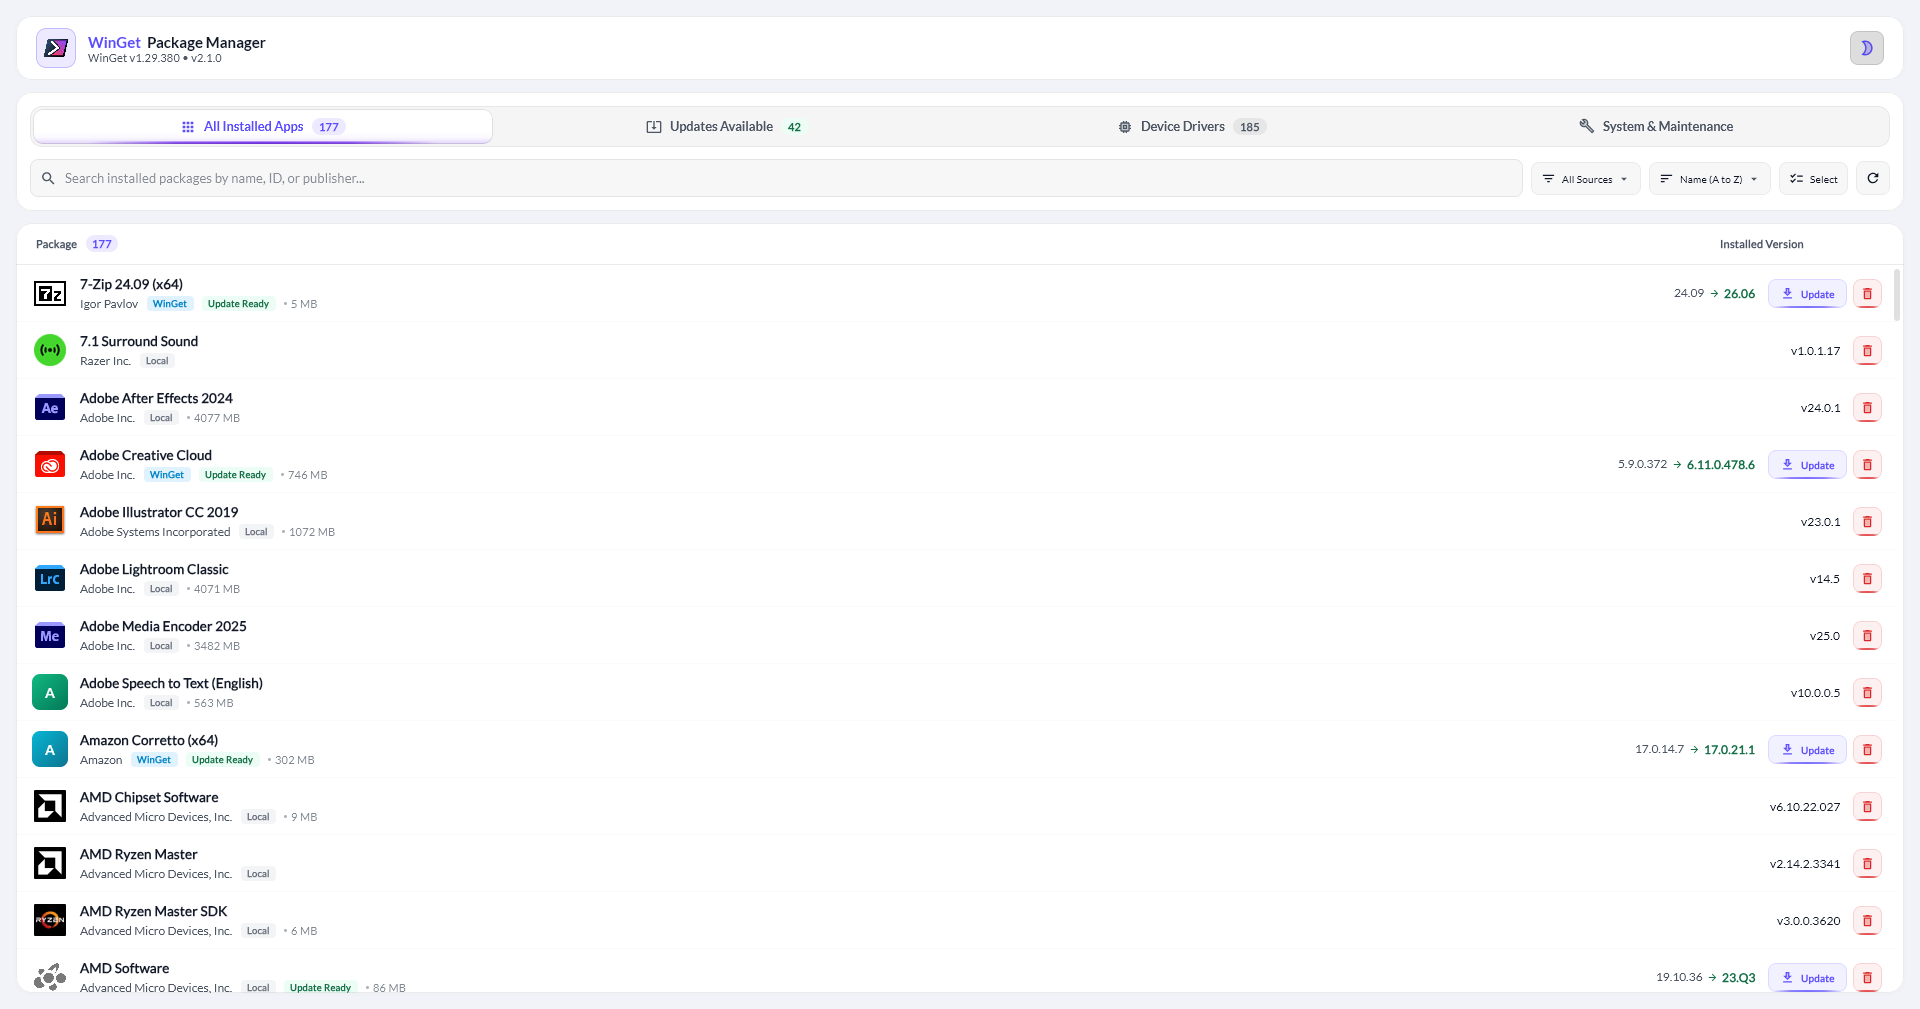 WinGet Package Manager
WinGet v1.29.380 • v2.1.0
All Installed Apps 177
Updates Available 42
Device Drivers 185
System & Maintenance
Search installed packages by name, ID, or publisher...
All Sources
Name (A to Z)
Select
Package 177
Installed Version
7-Zip 24.09 (x64)
Igor Pavlov WinGet Update Ready • 5 MB
24.09 → 26.06 Update
7.1 Surround Sound
Razer Inc. Local
v1.0.1.17
Ae
Adobe After Effects 2024
Adobe Inc. Local • 4077 MB
v24.0.1
Adobe Creative Cloud
Adobe Inc. WinGet Update Ready • 746 MB
5.9.0.372 → 6.11.0.478.6 Update
Ai
Adobe Illustrator CC 2019
Adobe Systems Incorporated Local • 1072 MB
v23.0.1
Lrc
Adobe Lightroom Classic
Adobe Inc. Local • 4071 MB
v14.5
Me
Adobe Media Encoder 2025
Adobe Inc. Local • 3482 MB
v25.0
A
Adobe Speech to Text (English)
Adobe Inc. Local • 563 MB
v10.0.0.5
A
Amazon Corretto (x64)
Amazon WinGet Update Ready • 302 MB
17.0.14.7 → 17.0.21.1 Update
AMD Chipset Software
Advanced Micro Devices, Inc. Local • 9 MB
v6.10.22.027
AMD Ryzen Master
Advanced Micro Devices, Inc. Local
v2.14.2.3341
RYZEN
AMD Ryzen Master SDK
Advanced Micro Devices, Inc. Local • 6 MB
v3.0.0.3620
AMD Software
Advanced Micro Devices, Inc. Local Update Ready • 86 MB
19.10.36 → 23.Q3 Update